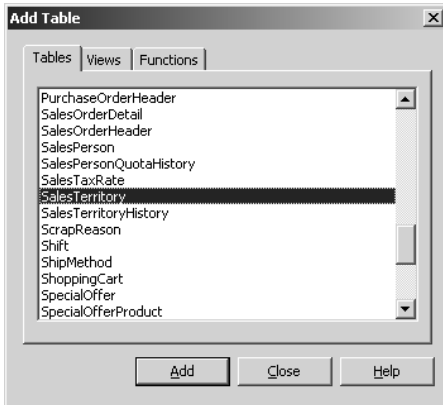 Add Table
Tables Views Functions
PurchaseOrderHeader
SalesOrderDetail
SalesOrderHeader
SalesPerson
SalesPersonQuotaHistory
SalesTaxRate
SalesTerritory
SalesTerritoryHistory
ScrapReason
Shift
ShipMethod
ShoppingCart
SpecialOffer
SpecialOfferProduct
Add Close Help